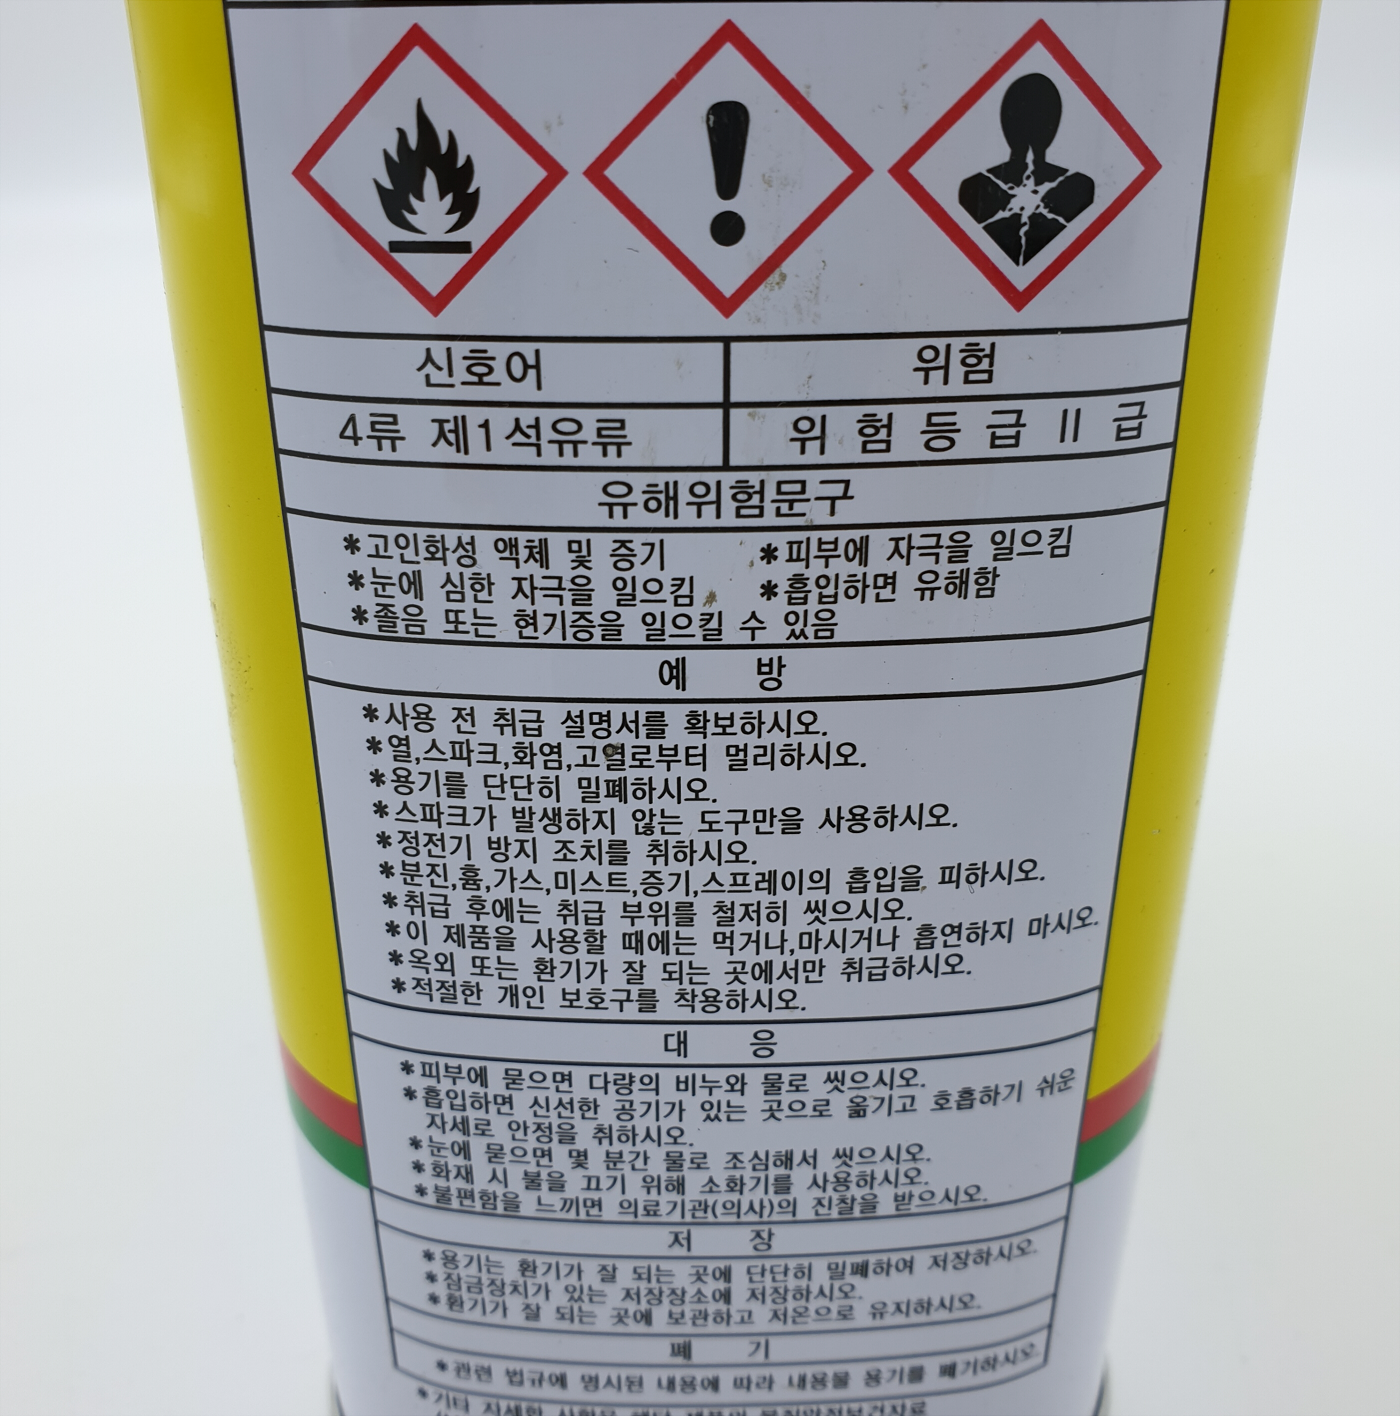 신호어 위험
4류 제1석유류 위험등급 II 급
유해위험문구
*고인화성 액체 및 증기 *피부에 자극을 일으킴
*눈에 심한 자극을 일으킴 *흡입하면 유해함
*졸음 또는 현기증을 일으킬 수 있음
예 방
*사용 전 취급 설명서를 확보하시오.
*열,스파크,화염,고열로부터 멀리하시오.
*용기를 단단히 밀폐하시오.
*스파크가 발생하지 않는 도구만을 사용하시오.
*정전기 방지 조치를 취하시오.
*분진,흄,가스,미스트,증기,스프레이의 흡입을 피하시오.
*취급 후에는 취급 부위를 철저히 씻으시오.
*이 제품을 사용할 때에는 먹거나,마시거나 흡연하지 마시오.
*옥외 또는 환기가 잘 되는 곳에서만 취급하시오.
*적절한 개인 보호구를 착용하시오.
대 응
*피부에 묻으면 다량의 비누와 물로 씻으시오.
*흡입하면 신선한 공기가 있는 곳으로 옮기고 호흡하기 쉬운
자세로 안정을 취하시오.
*눈에 묻으면 몇 분간 물로 조심해서 씻으시오.
*화재 시 불을 끄기 위해 소화기를 사용하시오.
*불편함을 느끼면 의료기관(의사)의 진찰을 받으시오.
저 장
*용기는 환기가 잘 되는 곳에 단단히 밀폐하여 저장하시오.
*잠금장치가 있는 저장장소에 저장하시오.
*환기가 잘 되는 곳에 보관하고 저온으로 유지하시오.
폐 기
*관련 법규에 명시된 내용에 따라 내용물 용기를 폐기하시오.
*기타 자세한 사항은 해당 제품의 물질안전보건자료